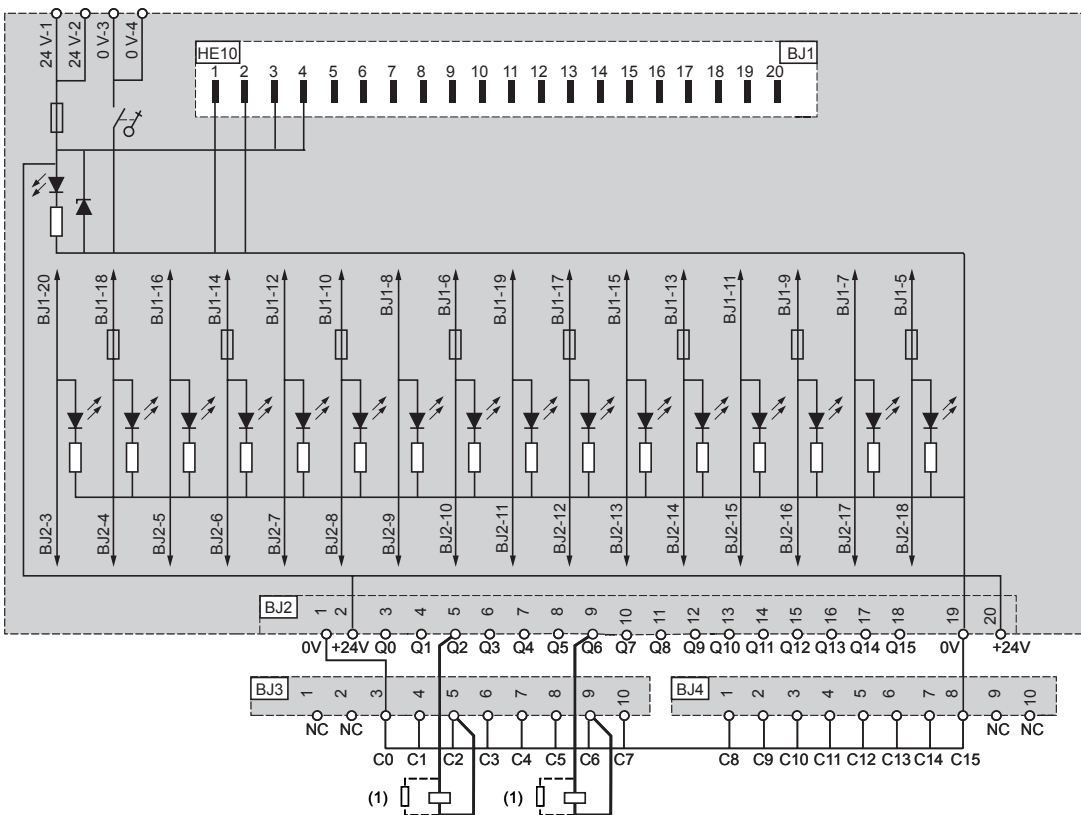 24 V-1 24 V-2 0 V-3 0 V-4
HE10 BJ1
1 2 3 4 5 6 7 8 9 10 11 12 13 14 15 16 17 18 19 20
BJ1-20 BJ1-18 BJ1-16 BJ1-14 BJ1-12 BJ1-10 BJ1-8 BJ1-6 BJ1-19 BJ1-17 BJ1-15 BJ1-13 BJ1-11 BJ1-9 BJ1-7 BJ1-5
BJ2-3 BJ2-4 BJ2-5 BJ2-6 BJ2-7 BJ2-8 BJ2-9 BJ2-10 BJ2-11 BJ2-12 BJ2-13 BJ2-14 BJ2-15 BJ2-16 BJ2-17 BJ2-18
BJ2 1 2 3 4 5 6 7 8 9 10 11 12 13 14 15 16 17 18 19 20
0V +24V Q0 Q1 Q2 Q3 Q4 Q5 Q6 Q7 Q8 Q9 Q10 Q11 Q12 Q13 Q14 Q15 0V +24V
BJ3 1 2 3 4 5 6 7 8 9 10 BJ4 1 2 3 4 5 6 7 8 9 10
NC NC NC NC
C0 C1 C2 C3 C4 C5 C6 C7 C8 C9 C10 C11 C12 C13 C14 C15
(1) (1)